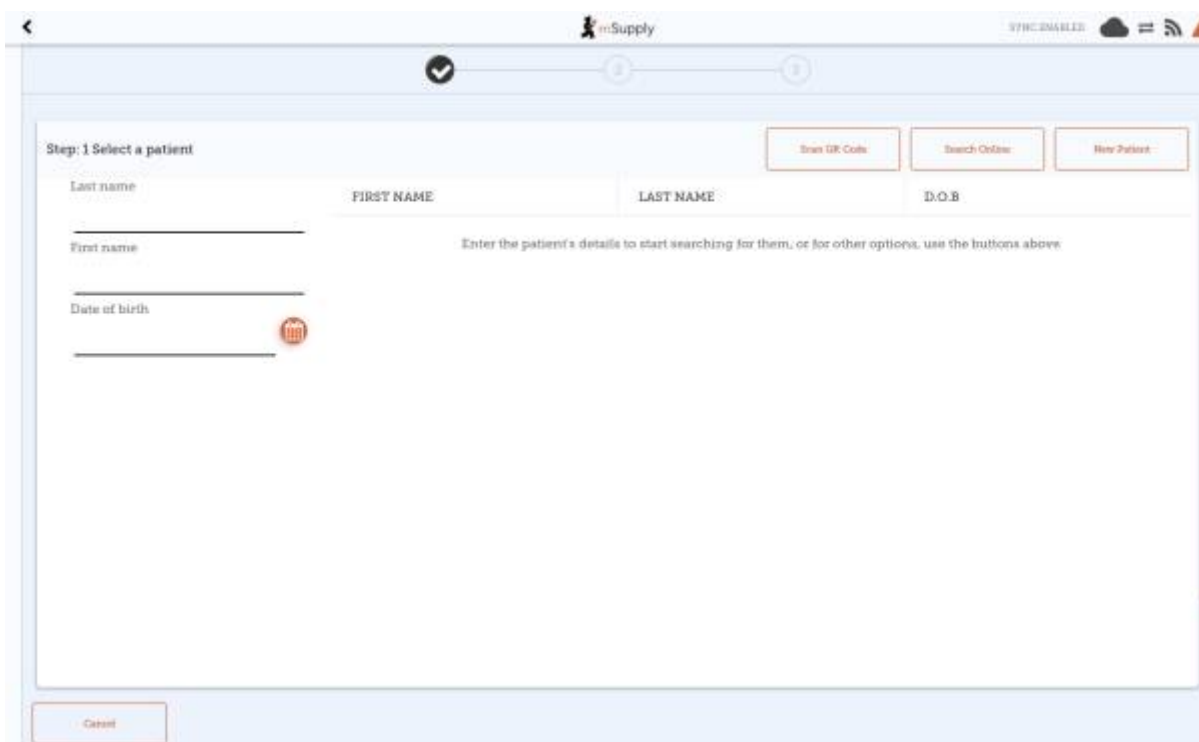 mSupply
SYNC ENABLED
2
3
Step: 1 Select a patient
Scan QR Code
Search Online
New Patient
Last name
FIRST NAME
LAST NAME
D.O.B
First name
Enter the patient's details to start searching for them, or for other options, use the buttons above
Date of birth
Cancel